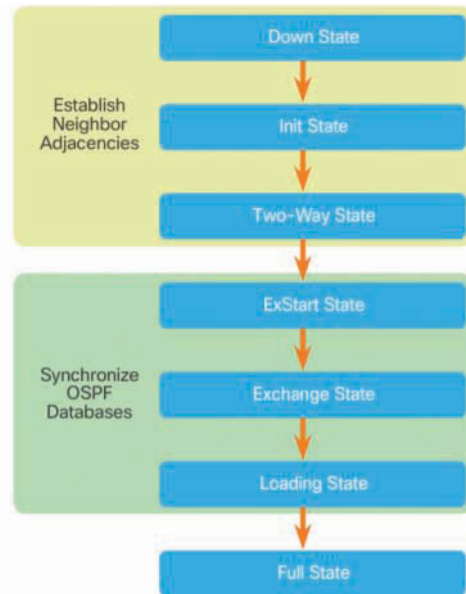 Establish
Neighbor
Adjacencies
Down State
Init State
Two-Way State
Synchronize
OSPF
Databases
ExStart State
Exchange State
Loading State
Full State